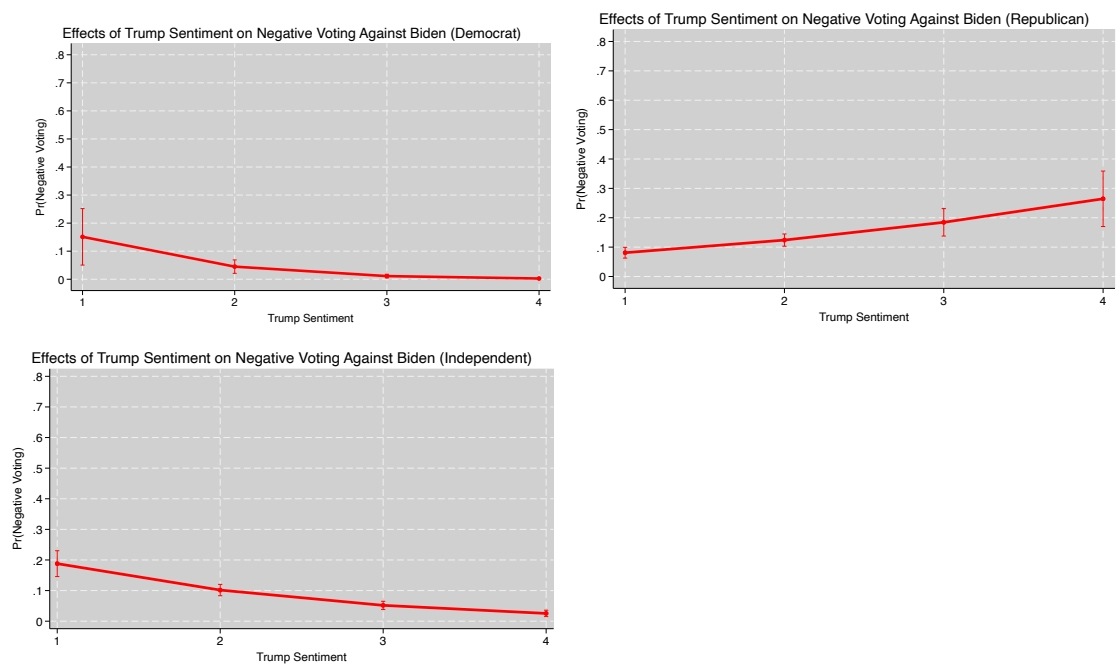 Effects of Trump Sentiment on Negative Voting Against Biden (Democrat)
.8
.7
.6
.5
.4
.3
.2
.1
0
Pr(Negative Voting)
1 2 3 4
Trump Sentiment
Effects of Trump Sentiment on Negative Voting Against Biden (Republican)
.8
.7
.6
.5
.4
.3
.2
.1
0
Pr(Negative Voting)
1 2 3 4
Trump Sentiment
Effects of Trump Sentiment on Negative Voting Against Biden (Independent)
.8
.7
.6
.5
.4
.3
.2
.1
0
Pr(Negative Voting)
1 2 3 4
Trump Sentiment